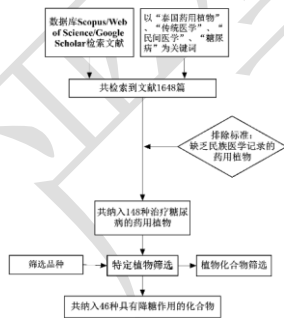 数据库Scopus/Web
of Science/Google
Scholar检索文献
以“泰国药用植物”
、“传统医学”、“
民间医学”、“糖尿
病”为关键词
共检索到文献1648篇
排除标准：
缺乏民族医学记录的
药用植物
共纳入148种治疗糖尿
病的药用植物
筛选品种
特定植物筛选
植物化合物筛选
共纳入46种具有降糖作用的化合物